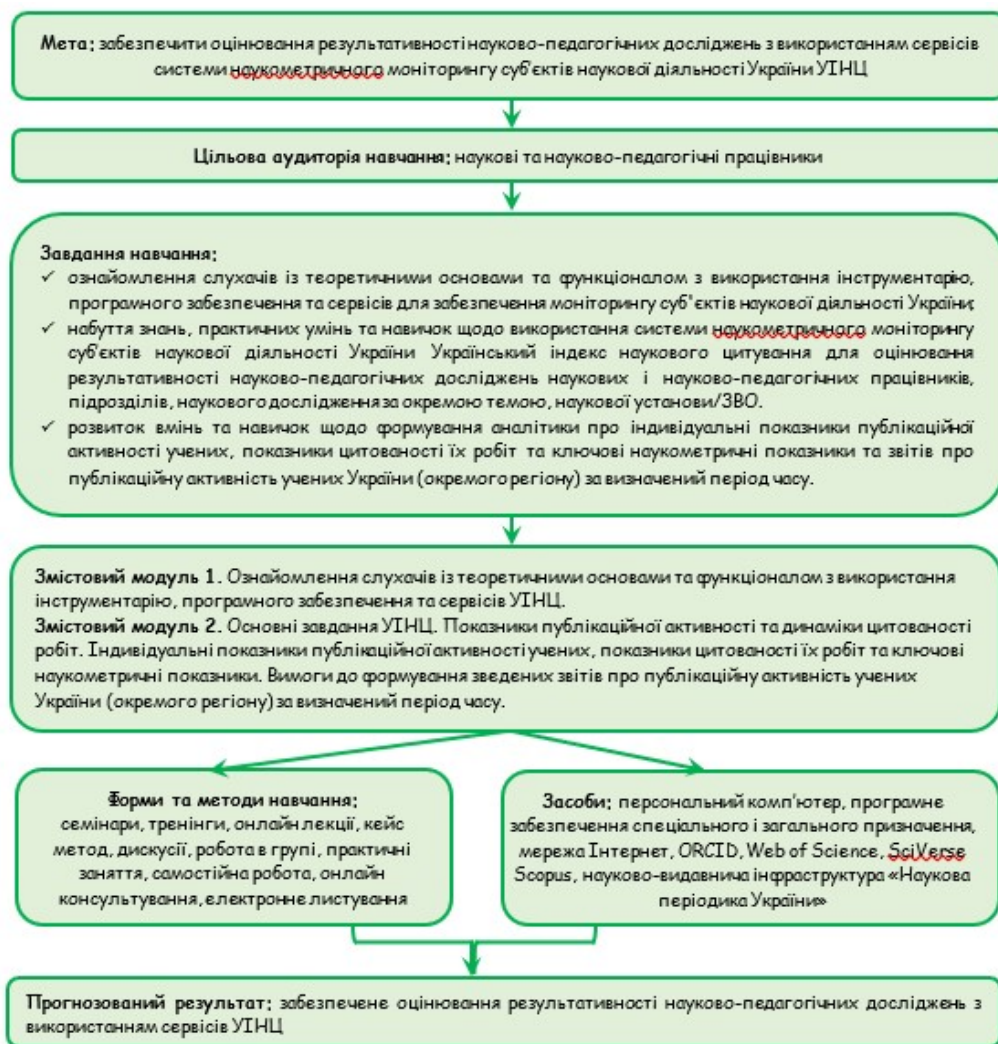 Мета: забезпечити оцінювання результативності науково-педагогічних досліджень з використанням сервісів
системи наукометричного моніторингу суб'єктів наукової діяльності України УІНЦ
Цільова аудиторія навчання: наукові та науково-педагогічні працівники
Завдання навчання:
✓ ознайомлення слухачів із теоретичними основами та функціоналом з використання інструментарію,
програмного забезпечення та сервісів для забезпечення моніторингу суб'єктів наукової діяльності України;
✓ набуття знань, практичних умінь та навичок щодо використання системи наукометричного моніторингу
суб'єктів наукової діяльності України Український індекс наукового цитування для оцінювання
результативності науково-педагогічних досліджень наукових і науково-педагогічних працівників,
підрозділів, наукового дослідження за окремою темою, наукової установи/ЗВО.
✓ розвиток вмінь та навичок щодо формування аналітики про індивідуальні показники публікаційної
активності учених, показники цитованості їх робіт та ключові наукометричні показники та звітів про
публікаційну активність учених України (окремого регіону) за визначений період часу.
Змістовий модуль 1. Ознайомлення слухачів із теоретичними основами та функціоналом з використання
інструментарію, програмного забезпечення та сервісів УІНЦ.
Змістовий модуль 2. Основні завдання УІНЦ. Показники публікаційної активності та динаміки цитованості
робіт. Індивідуальні показники публікаційної активності учених, показники цитованості їх робіт та ключові
наукометричні показники. Вимоги до формування зведених звітів про публікаційну активність учених
України (окремого регіону) за визначений період часу.
Форми та методи навчання:
семінари, тренінги, онлайн лекції, кейс
метод, дискусії, робота в групі, практичні
заняття, самостійна робота, онлайн
консультування, електронне листування
Засоби: персональний комп'ютер, програмне
забезпечення спеціального і загального призначення,
мережа Інтернет, ORCID, Web of Science, SciVerse
Scopus, науково-видавнича інфраструктура «Наукова
періодика України»
Прогнозований результат: забезпечене оцінювання результативності науково-педагогічних досліджень з
використанням сервісів УІНЦ